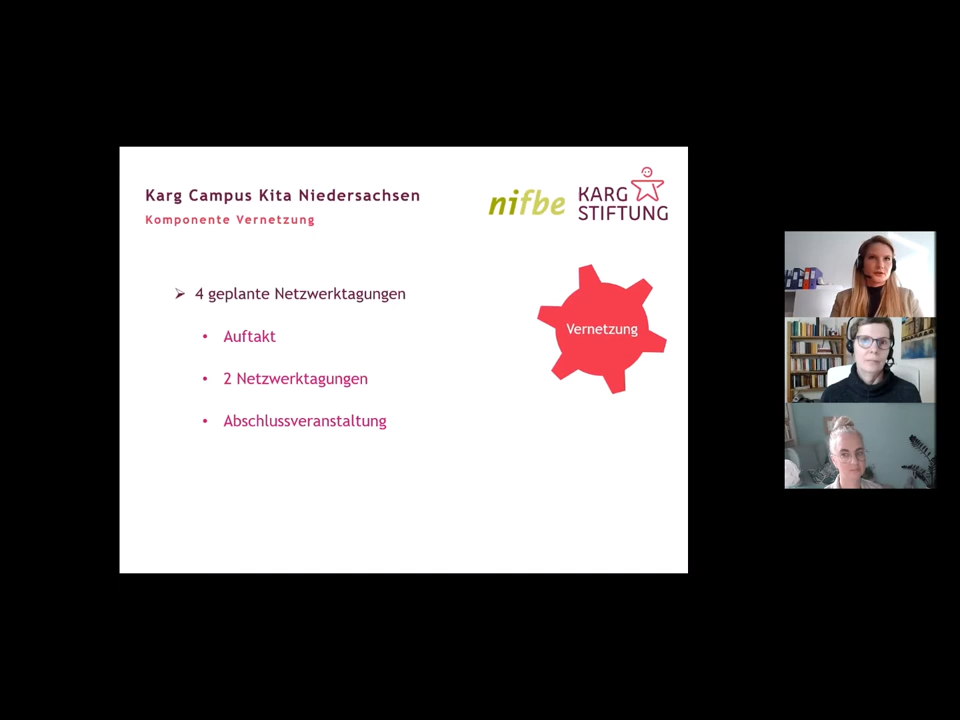 Karg Campus Kita Niedersachsen
Komponente Vernetzung
nifbe
KARG
STIFTUNG
➢ 4 geplante Netzwerktagungen
• Auftakt
• 2 Netzwerktagungen
• Abschlussveranstaltung
Vernetzung